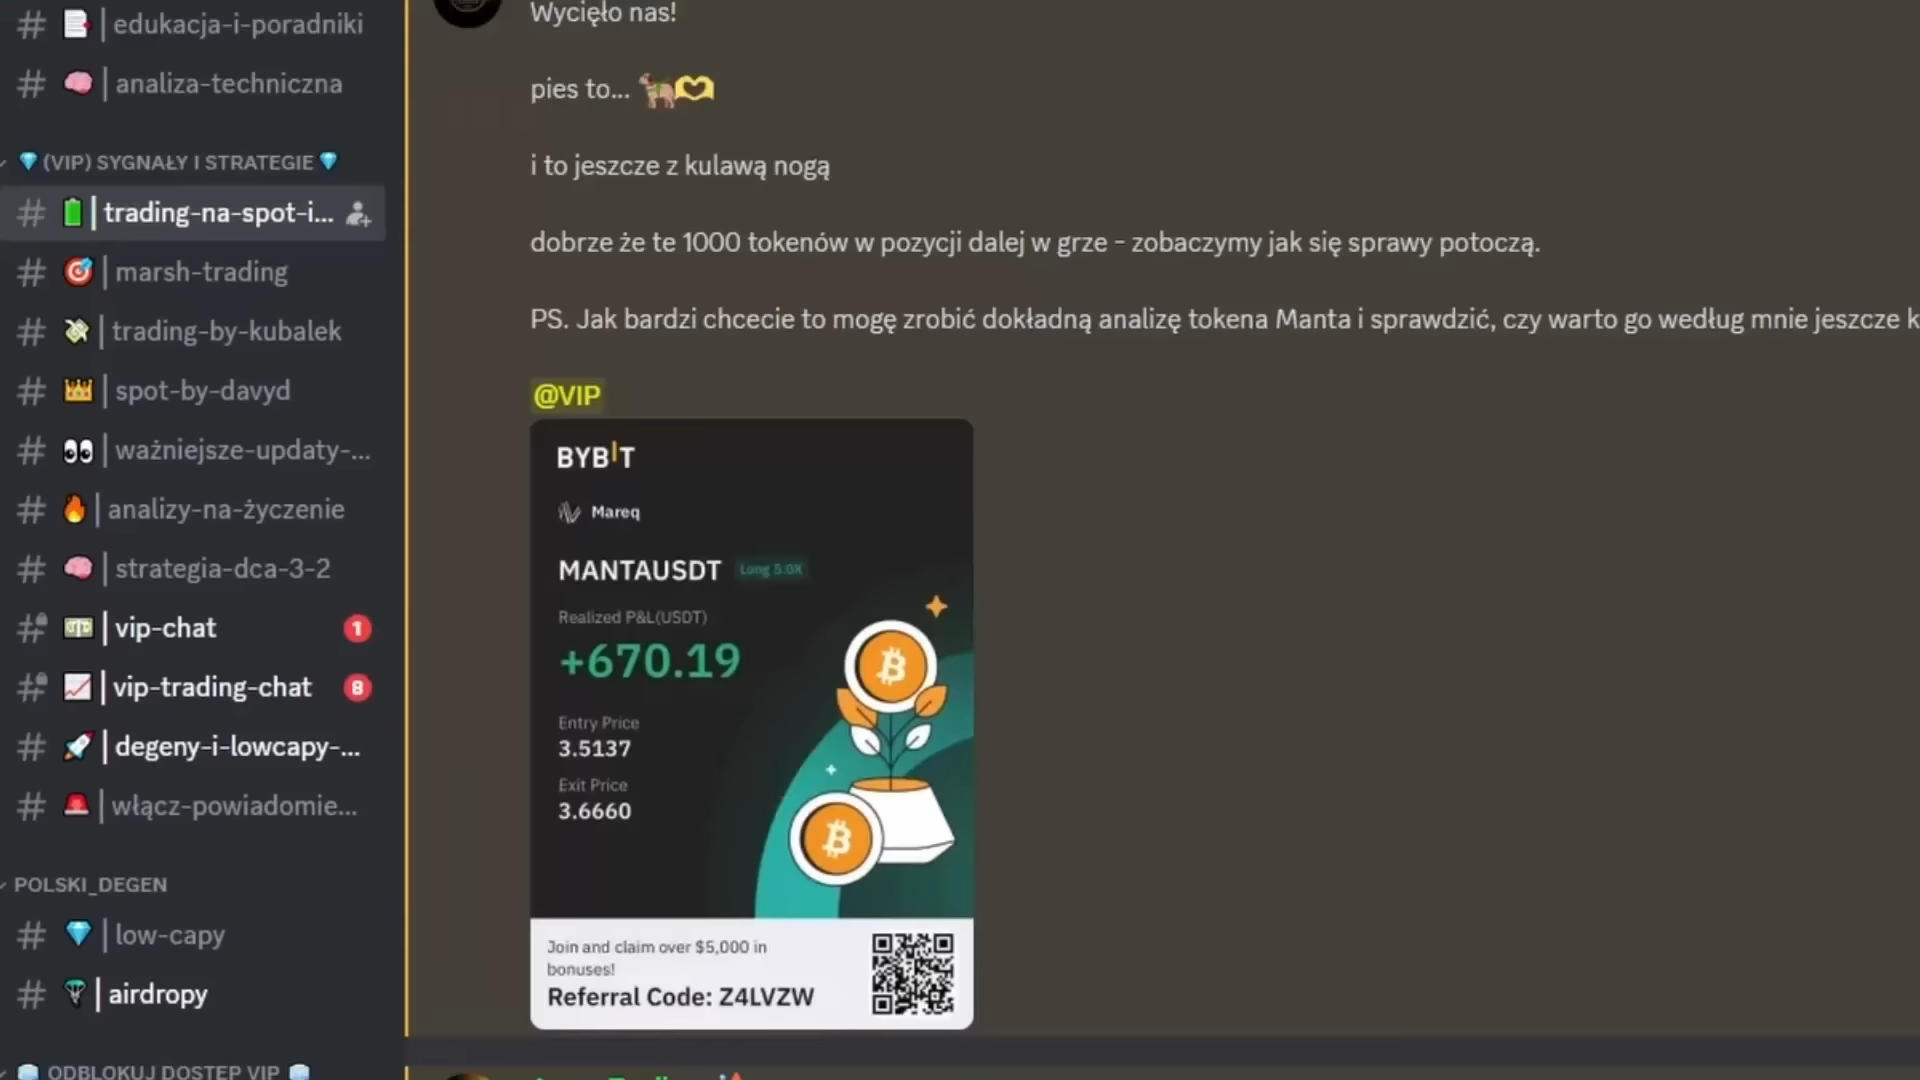 edukacja-i-poradniki
analiza-techniczna
(VIP) SYGNAŁY I STRATEGIE
trading-na-spot-i...
marsh-trading
trading-by-kubalek
spot-by-davyd
ważniejsze-updaty-...
analizy-na-życzenie
strategia-dca-3-2
vip-chat 1
vip-trading-chat 8
degeny-i-lowcapy-...
włącz-powiadomie...
POLSKI_DEGEN
low-capy
airdropy
ODBLOKUJ DOSTĘP VIP
Wycięło nas!
pies to...
i to jeszcze z kulawą nogą
dobrze że te 1000 tokenów w pozycji dalej w grze - zobaczymy jak się sprawy potoczą.
PS. Jak bardzi chcecie to mogę zrobić dokładną analizę tokena Manta i sprawdzić, czy warto go według mnie jeszcze k
@VIP
BYBIT
Mareq
MANTAUSDT Long 5.0X
Realized P&L(USDT)
+670.19
Entry Price
3.5137
Exit Price
3.6660
Join and claim over $5,000 in
bonuses!
Referral Code: Z4LVZW